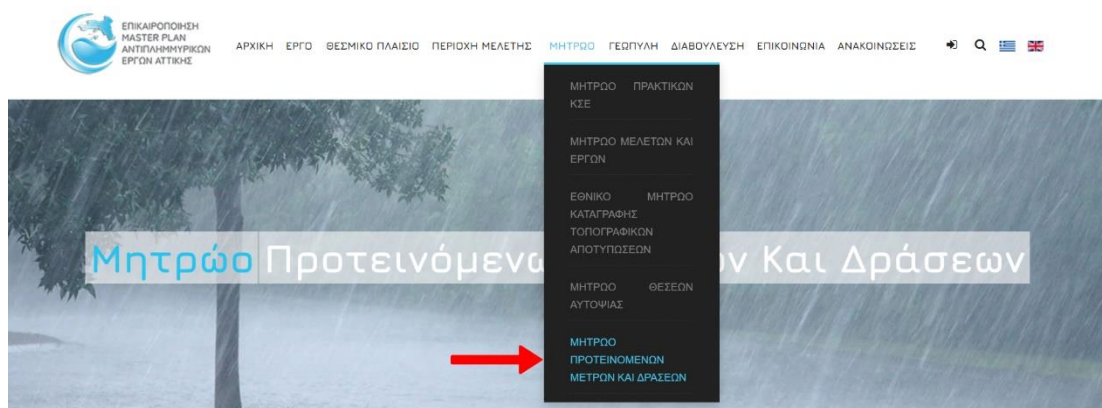 ΕΠΙΚΑΙΡΟΠΟΙΗΣΗ
MASTER PLAN
ΑΝΤΙΠΛΗΜΜΥΡΙΚΩΝ
ΕΡΓΩΝ ΑΤΤΙΚΗΣ
ΑΡΧΙΚΗ ΕΡΓΟ ΘΕΣΜΙΚΟ ΠΛΑΙΣΙΟ ΠΕΡΙΟΧΗ ΜΕΛΕΤΗΣ ΜΗΤΡΩΟ ΓΕΩΠΥΛΗ ΔΙΑΒΟΥΛΕΥΣΗ ΕΠΙΚΟΙΝΩΝΙΑ ΑΝΑΚΟΙΝΩΣΕΙΣ
ΜΗΤΡΩΟ ΠΡΑΚΤΙΚΩΝ
ΚΣΕ
ΜΗΤΡΩΟ ΜΕΛΕΤΩΝ ΚΑΙ
ΕΡΓΩΝ
ΕΘΝΙΚΟ ΜΗΤΡΩΟ
ΚΑΤΑΓΡΑΦΗΣ
ΤΟΠΟΓΡΑΦΙΚΩΝ
ΑΠΟΤΥΠΩΣΕΩΝ
ΜΗΤΡΩΟ ΘΕΣΕΩΝ
ΑΥΤΟΨΙΑΣ
ΜΗΤΡΩΟ
ΠΡΟΤΕΙΝΟΜΕΝΩΝ
ΜΕΤΡΩΝ ΚΑΙ ΔΡΑΣΕΩΝ
Μητρώο Και Δράσεων